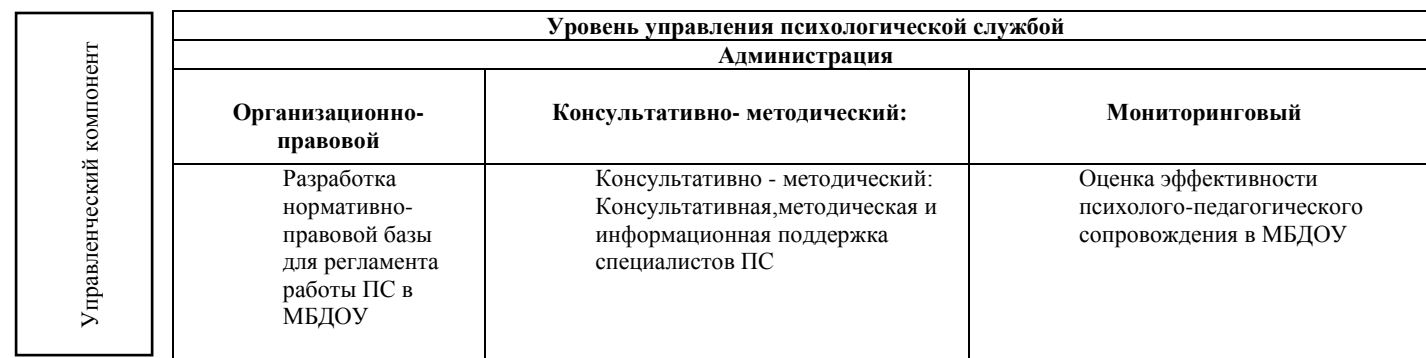 Управленческий компонент
Уровень управления психологической службой
Администрация
Организационно-
правовой
Консультативно- методический:
Мониторинговый
Разработка
нормативно-
правовой базы
для регламента
работы ПС в
МБДОУ
Консультативно - методический:
Консультативная,методическая и
информационная поддержка
специалистов ПС
Оценка эффективности
психолого-педагогического
сопровождения в МБДОУ